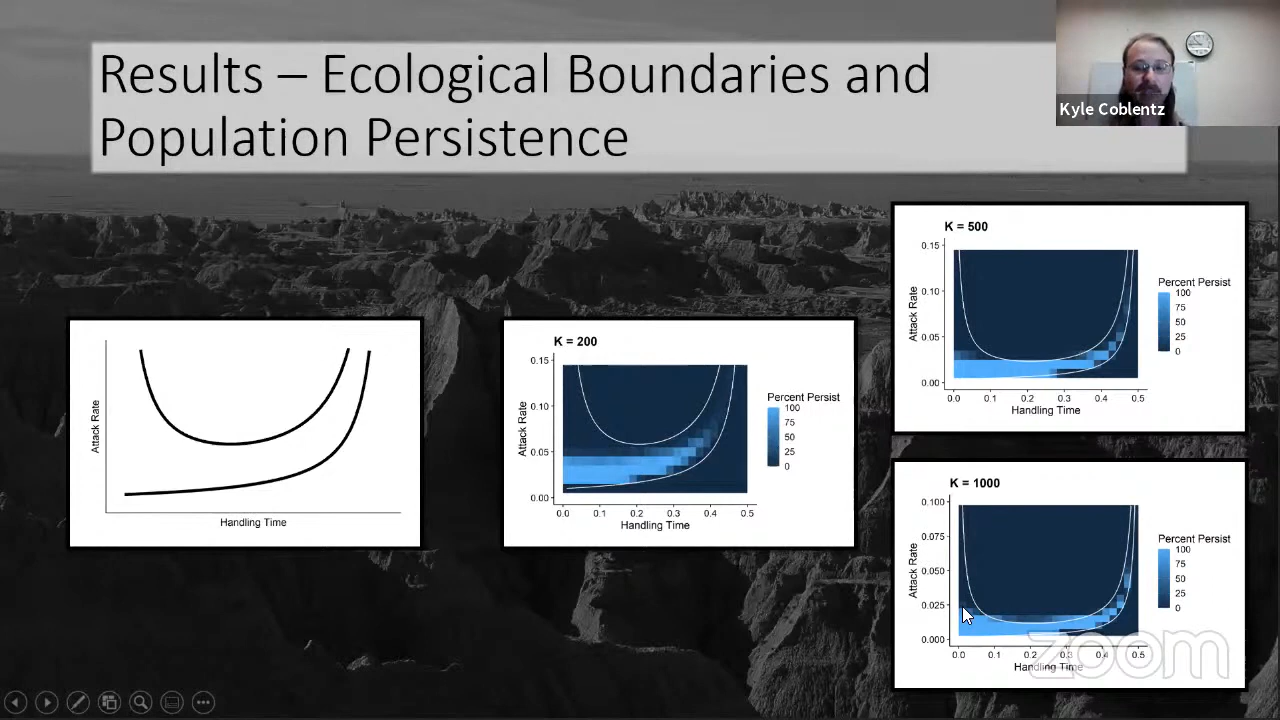 Results – Ecological Boundaries and
Population Persistence
Kyle Coblentz
Attack Rate
Handling Time
K = 200
0.15
0.10
0.05
0.00
Attack Rate
0.0 0.1 0.2 0.3 0.4 0.5
Handling Time
Percent Persist
100
75
50
25
0
K = 500
0.15
0.10
0.05
0.00
Attack Rate
0.0 0.1 0.2 0.3 0.4 0.5
Handling Time
Percent Persist
100
75
50
25
0
K = 1000
0.100
0.075
0.050
0.025
0.000
Attack Rate
0.0 0.1 0.2 0.3 0.4 0.5
Handling Time
Percent Persist
100
75
50
25
0
zoom